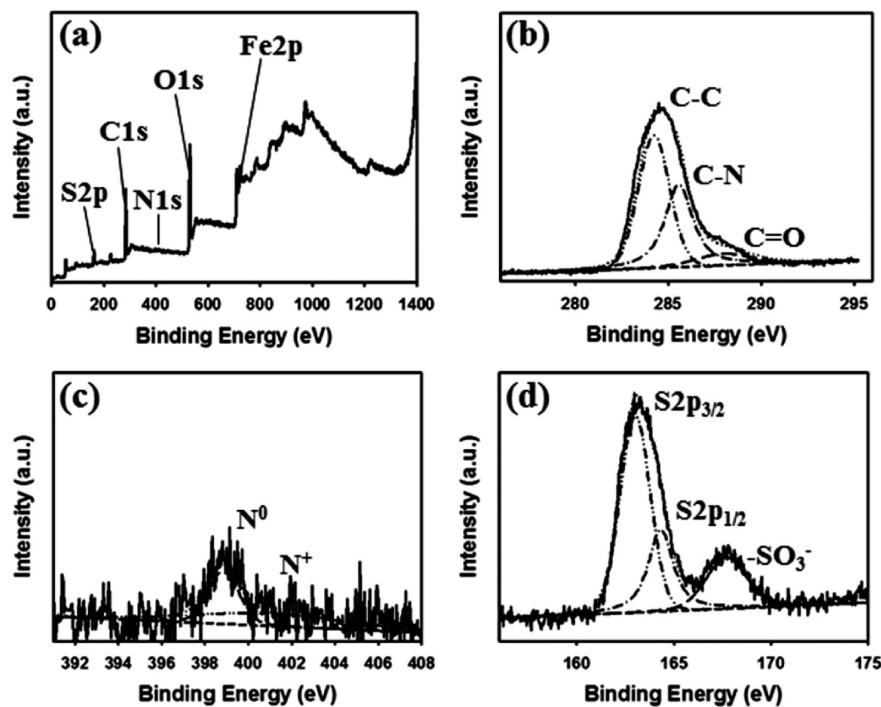 (a)
Fe2p
O1s
C1s
S2p
N1s
Intensity (a.u.)
0 200 400 600 800 1000 1200 1400
Binding Energy (eV)
(b)
C-C
C-N
C=O
Intensity (a.u.)
280 285 290 295
Binding Energy (eV)
(c)
N⁰
N⁺
Intensity (a.u.)
392 394 396 398 400 402 404 406 408
Binding Energy (eV)
(d)
S2p₃/₂
S2p₁/₂
-SO₃⁻
Intensity (a.u.)
160 165 170 175
Binding Energy (eV)